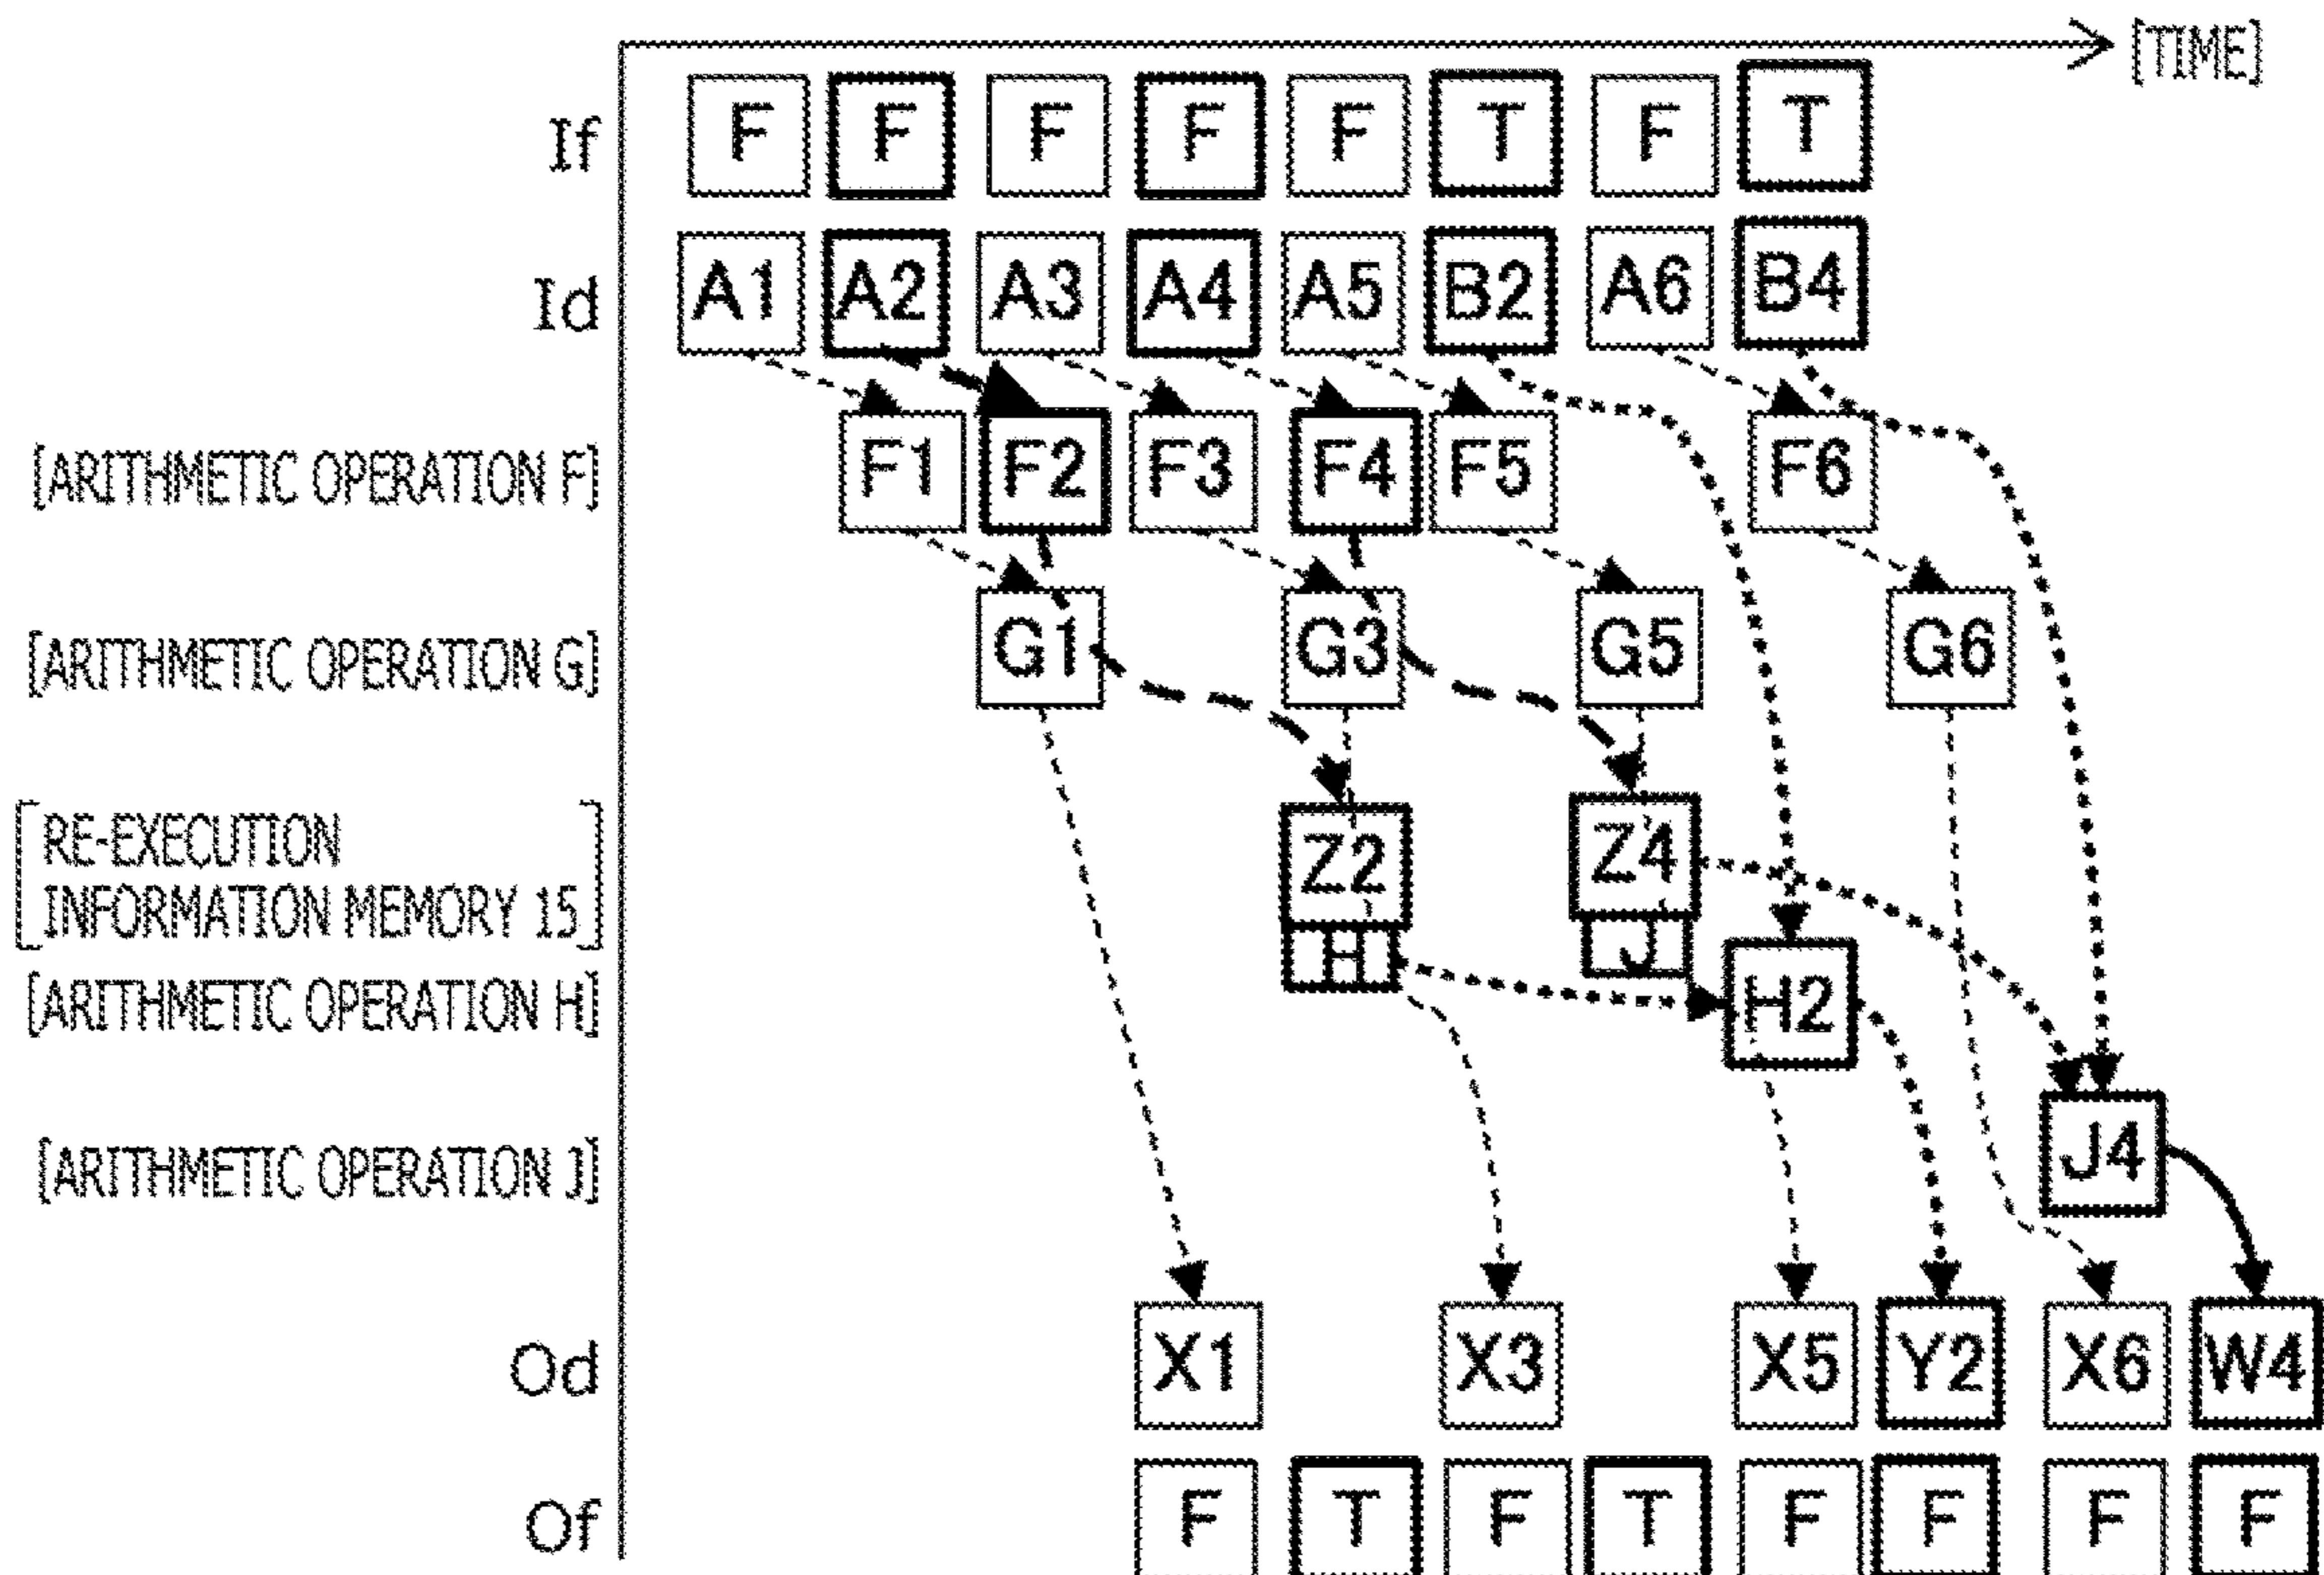 [TIME]
If F F F F F T F T
Id A1 A2 A3 A4 A5 B2 A6 B4
[ARITHMETIC OPERATION F] F1 F2 F3 F4 F5 F6
[ARITHMETIC OPERATION G] G1 G3 G5 G6
RE-EXECUTION Z2 Z4
INFORMATION MEMORY 15 H J
[ARITHMETIC OPERATION H] H2
[ARITHMETIC OPERATION J] J4
Od X1 X3 X5 Y2 X6 W4
Of F T F T F F F F